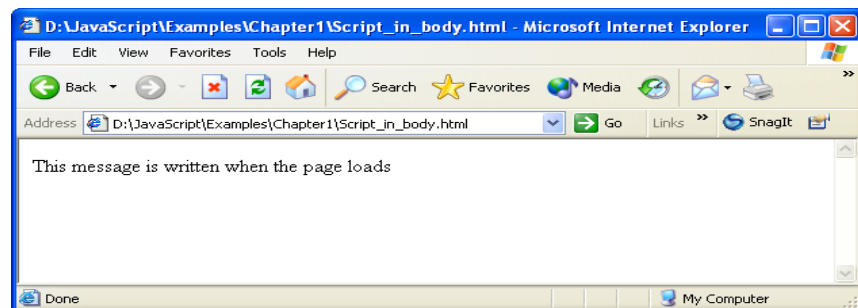 D:\JavaScript\Examples\Chapter1\Script_in_body.html - Microsoft Internet Explorer
File Edit View Favorites Tools Help
Back Search Favorites Media »
Address D:\JavaScript\Examples\Chapter1\Script_in_body.html Go Links » SnagIt
This message is written when the page loads
Done My Computer